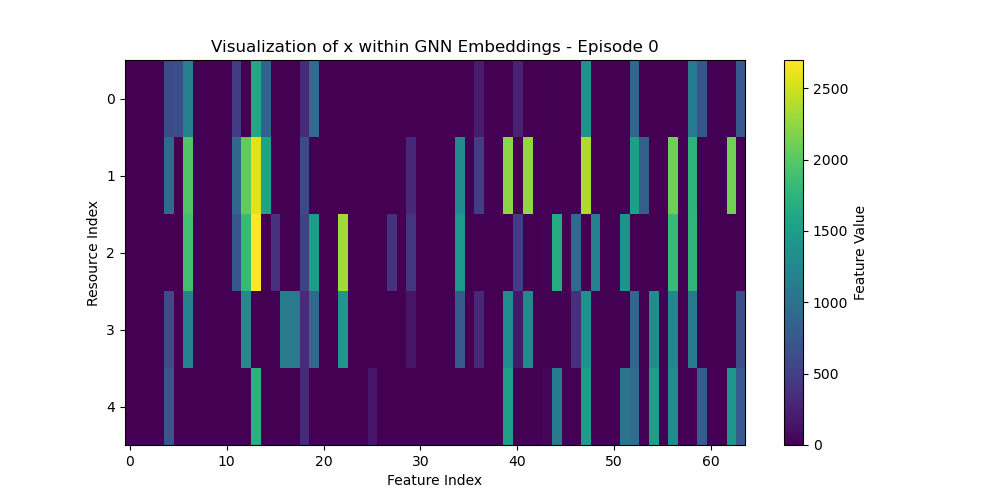 Visualization of x within GNN Embeddings - Episode 0
Resource Index
0
1
2
3
4
0 10 20 30 40 50 60
Feature Index
2500
2000
1500
1000
500
0
Feature Value